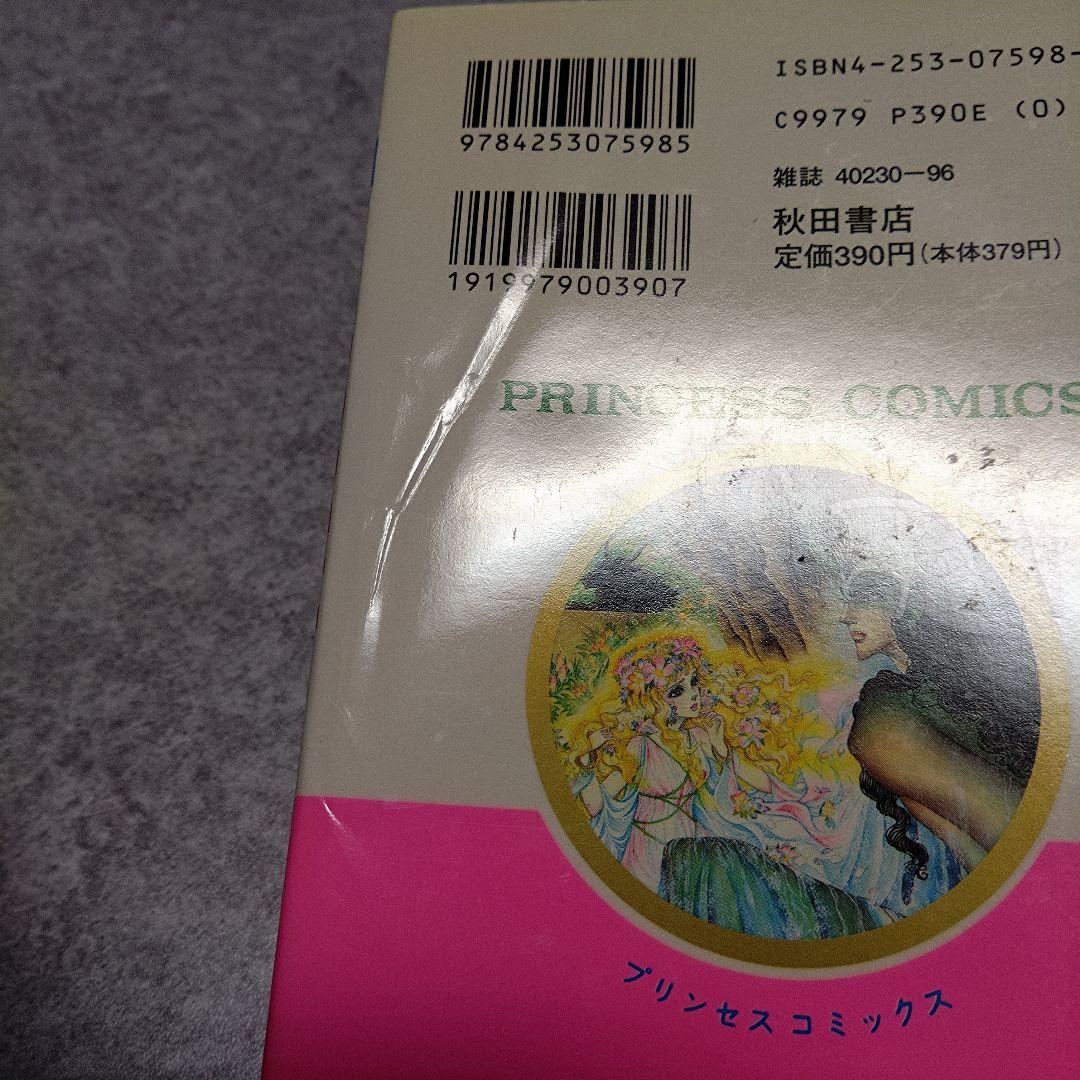 ISBN4-253-07598-
9784253075985
C9979 P390E (0)
雑誌 40230-96
1919979003907
秋田書店
定価390円(本体379円)
PRINCESS COMICS
プリンセスコミックス